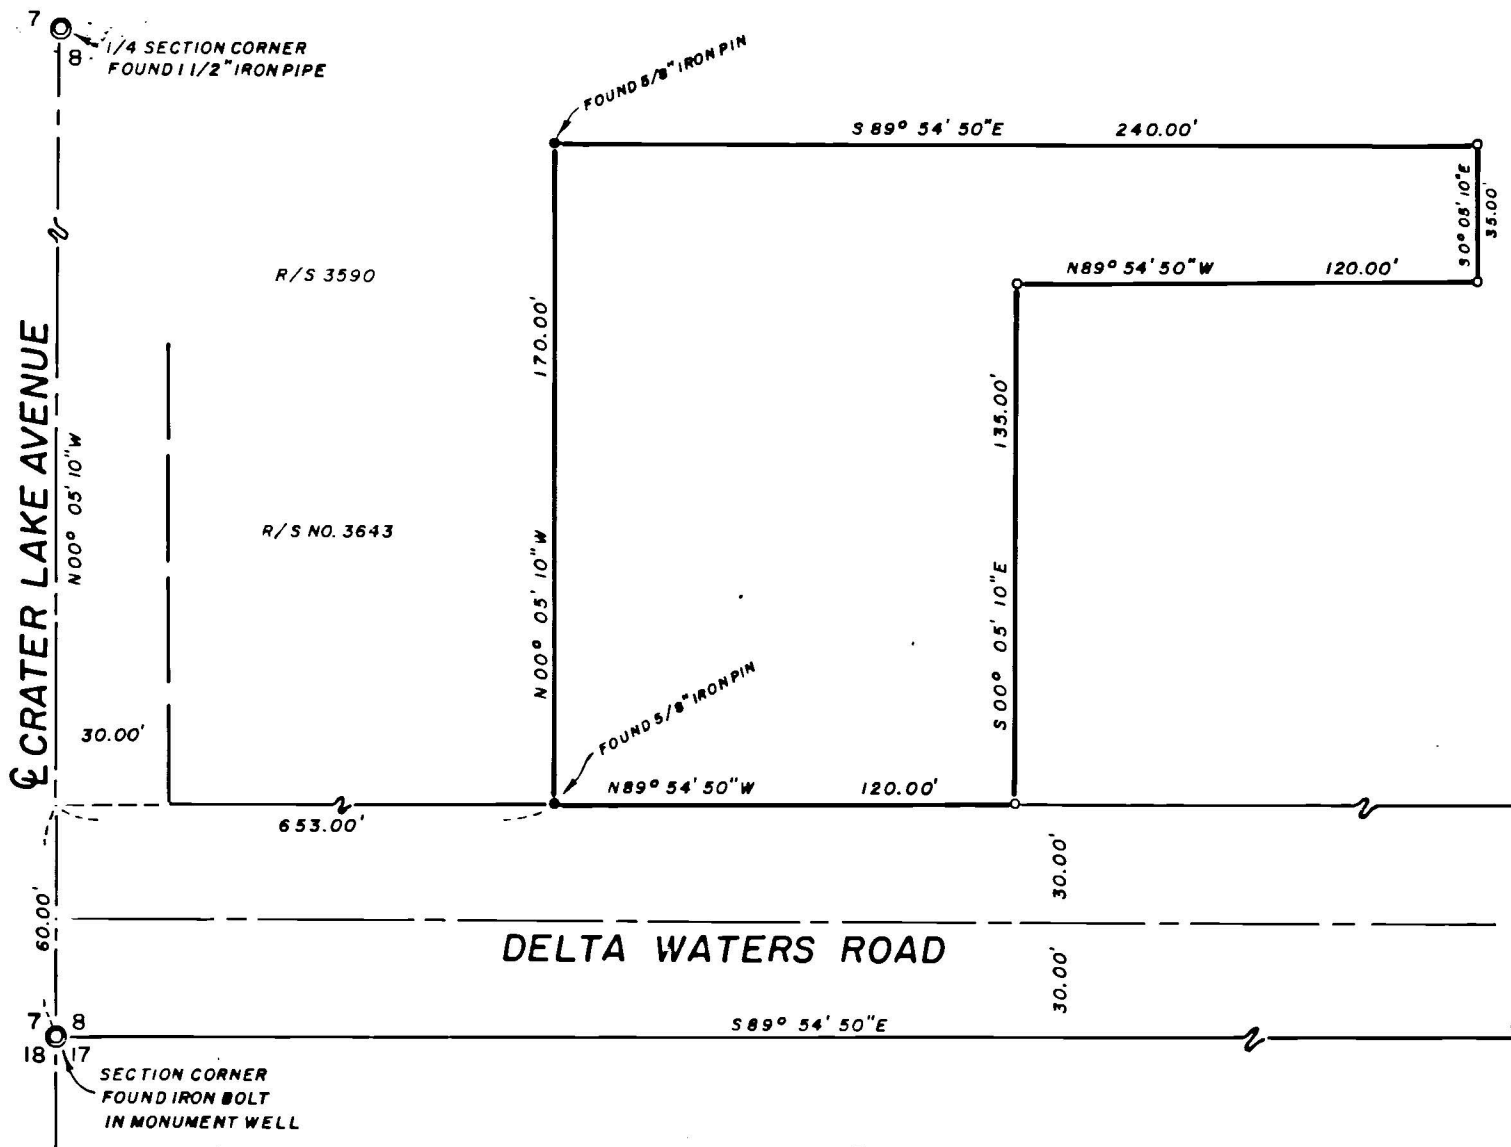 7
8
1/4 SECTION CORNER
FOUND 1 1/2" IRON PIPE
FOUND 5/8" IRON PIN
S 89° 54' 50"E 240.00'
S 0° 05' 10"E
35.00'
N89° 54' 50"W 120.00'
R/S 3590
170.00'
N 00° 05' 10"W
135.00'
S 00° 05' 10"E
℄ CRATER LAKE AVENUE
N00° 05' 10"W
R/S NO. 3643
30.00'
FOUND 5/8" IRON PIN
N89° 54' 50"W 120.00'
653.00'
30.00'
60.00'
DELTA WATERS ROAD
30.00'
S89° 54' 50"E
7 8
18 17
SECTION CORNER
FOUND IRON BOLT
IN MONUMENT WELL